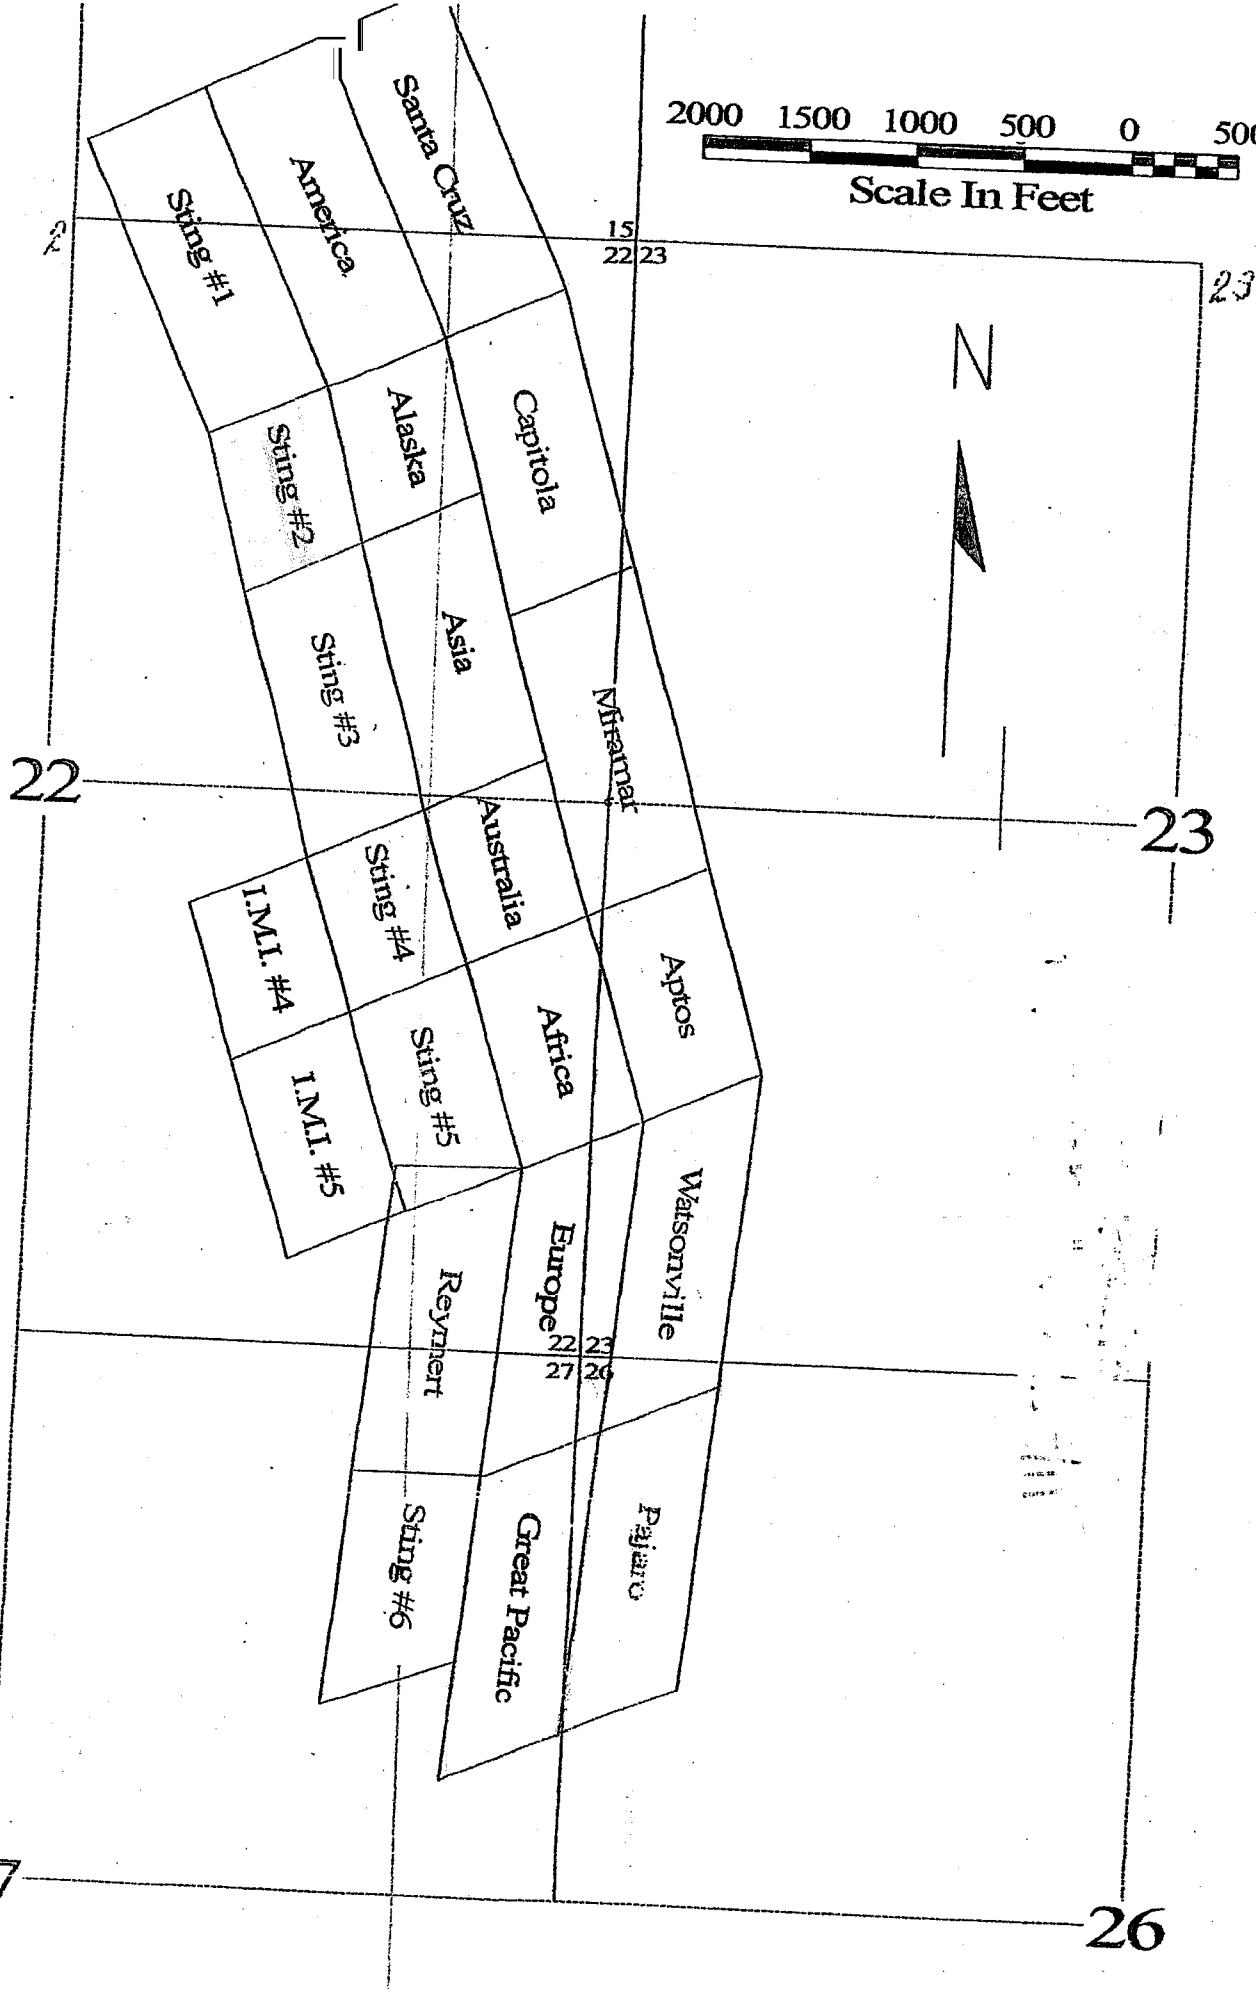 2000 1500 1000 500 0 500
Scale In Feet
Santa Cruz
America
Sting #1
15
22 23
23
N
Capitola
Alaska
Sting #2
Asia
Sting #3
Miramar
22
23
Australia
Sting #4
I.M.I. #4
Aptos
Africa
Sting #5
I.M.I. #5
Watsonville
Europe
Reymert
22 23
27 26
Pajaro
Great Pacific
Sting #6
7
26